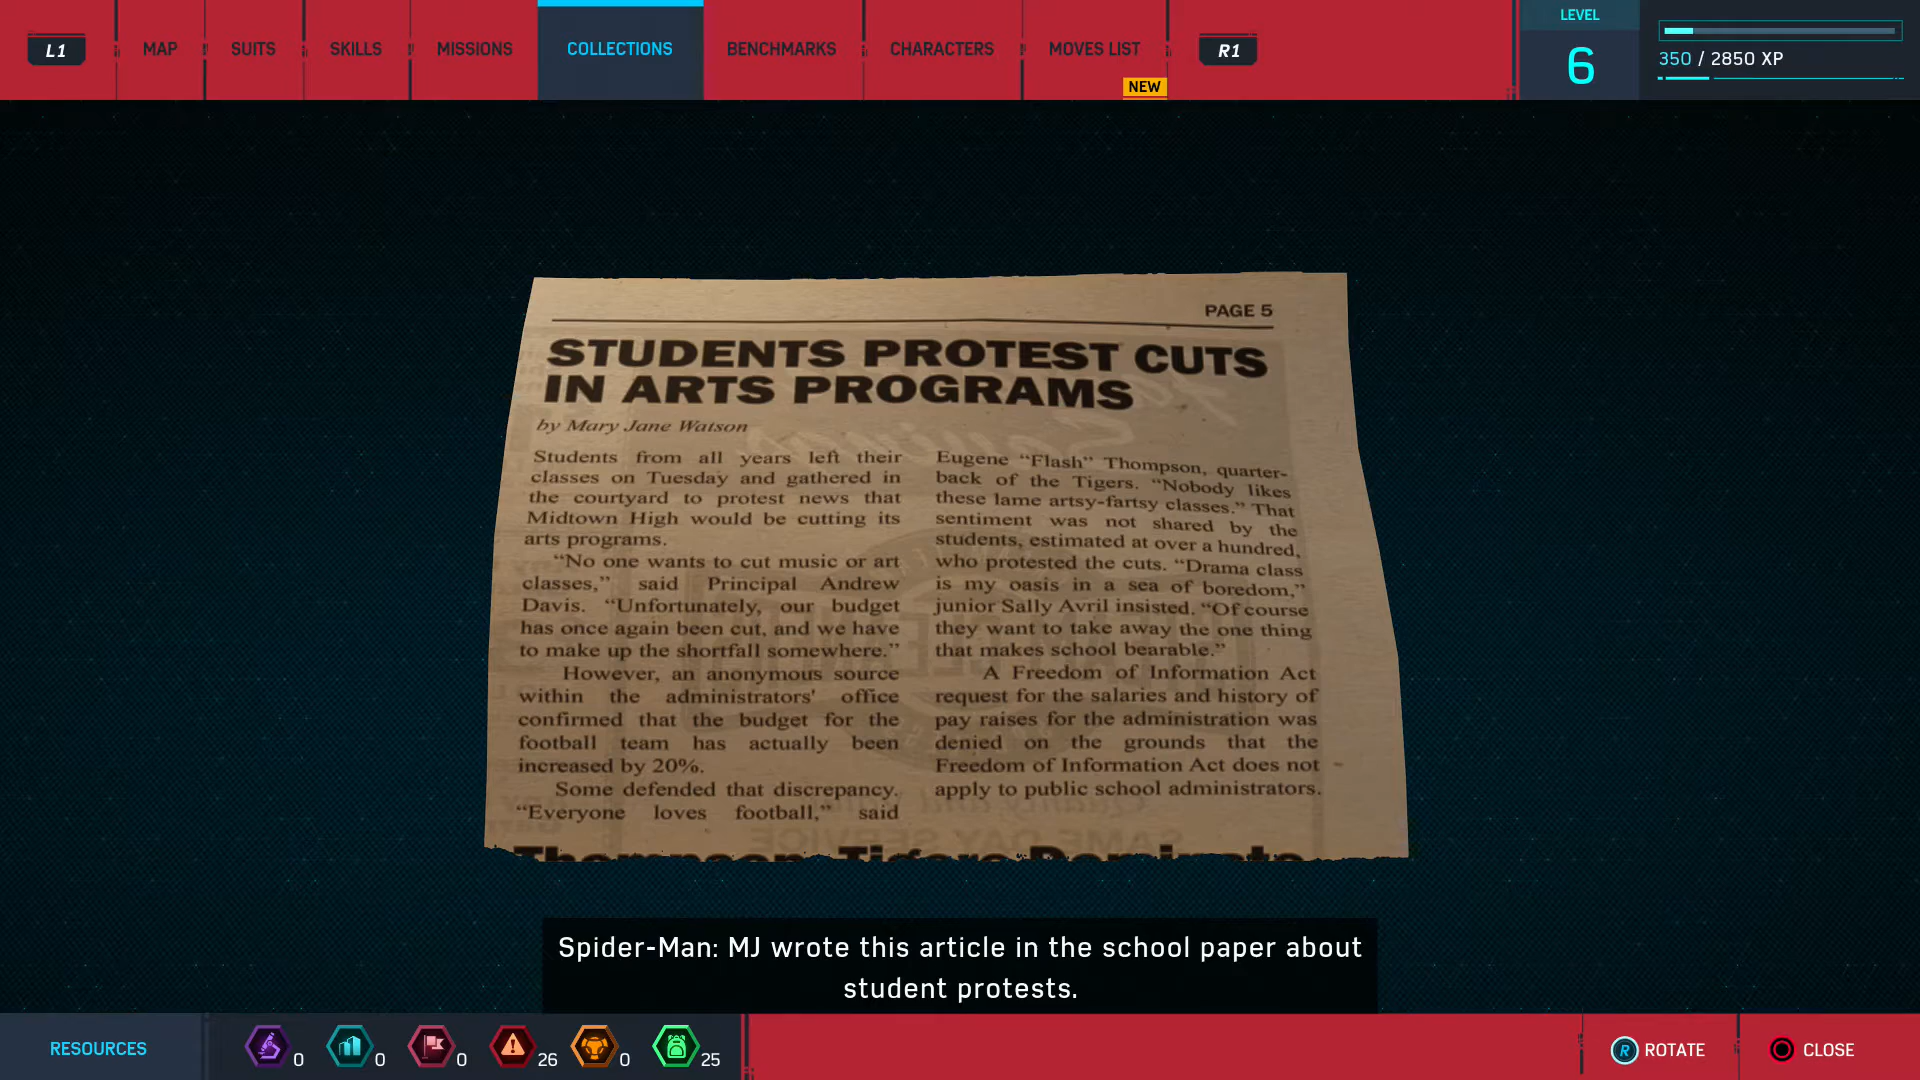 L1
MAP
SUITS
SKILLS
MISSIONS
COLLECTIONS
BENCHMARKS
CHARACTERS
MOVES LIST
NEW
R1
LEVEL
6
350 / 2850 XP
PAGE 5
STUDENTS PROTEST CUTS
IN ARTS PROGRAMS
by Mary Jane Watson
Students from all years left their
classes on Tuesday and gathered in
the courtyard to protest news that
Midtown High would be cutting its
arts programs.
“No one wants to cut music or art
classes,” said Principal Andrew
Davis. “Unfortunately, our budget
has once again been cut, and we have
to make up the shortfall somewhere.”
However, an anonymous source
within the administrators' office
confirmed that the budget for the
football team has actually been
increased by 20%.
Some defended that discrepancy.
“Everyone loves football,” said
Eugene “Flash” Thompson, quarter-
back of the Tigers. “Nobody likes
these lame artsy-fartsy classes.” That
sentiment was not shared by the
students, estimated at over a hundred,
who protested the cuts. “Drama class
is my oasis in a sea of boredom,”
junior Sally Avril insisted. “Of course
they want to take away the one thing
that makes school bearable.”
A Freedom of Information Act
request for the salaries and history of
pay raises for the administration was
denied on the grounds that the
Freedom of Information Act does not
apply to public school administrators.
Thompson, Tigers Dominate
Spider-Man: MJ wrote this article in the school paper about
student protests.
RESOURCES
0
0
0
26
0
25
R ROTATE
CLOSE